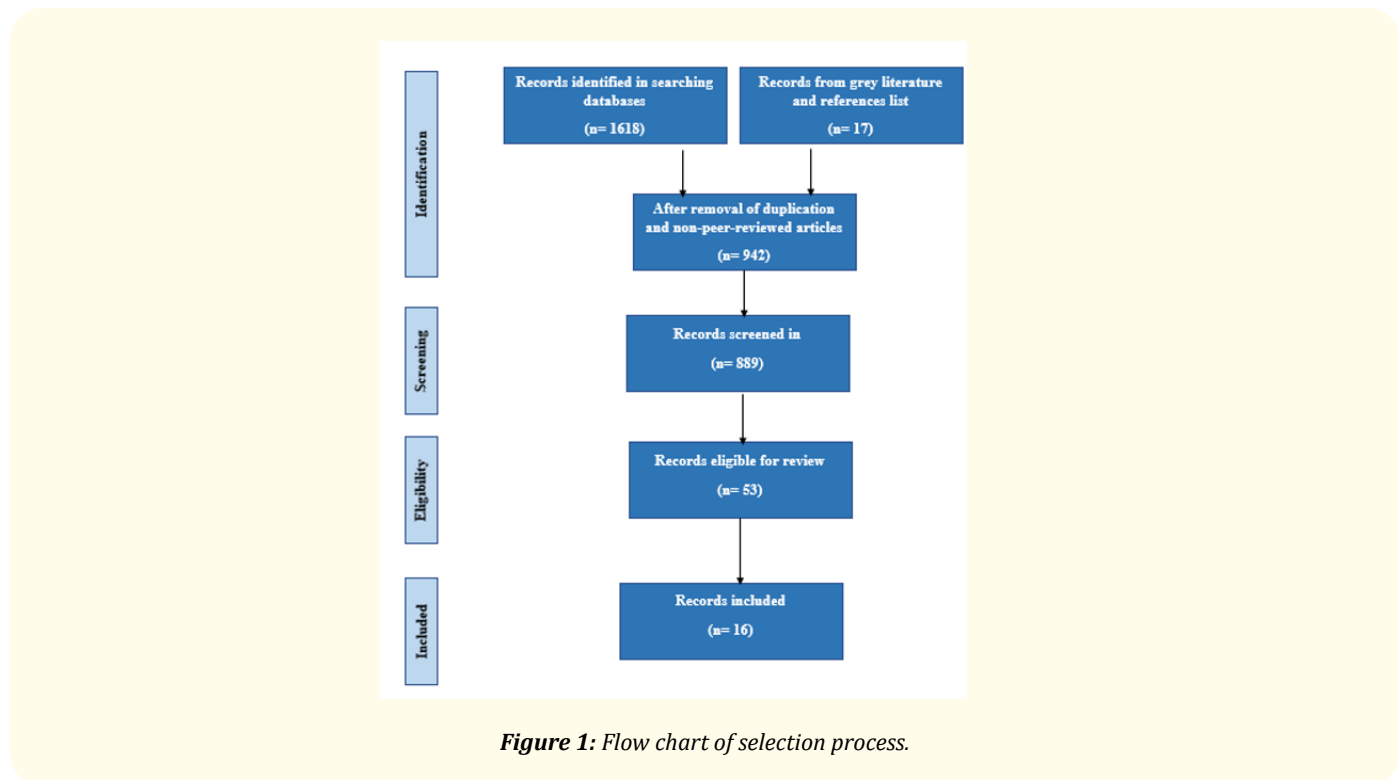 Identification
Records identified in searching
databases
(n= 1618)
Records from grey literature
and references list
(n= 17)
After removal of duplication
and non-peer-reviewed articles
(n= 942)
Screening
Records screened in
(n= 889)
Eligibility
Records eligible for review
(n= 53)
Included
Records included
(n= 16)
Figure 1: Flow chart of selection process.